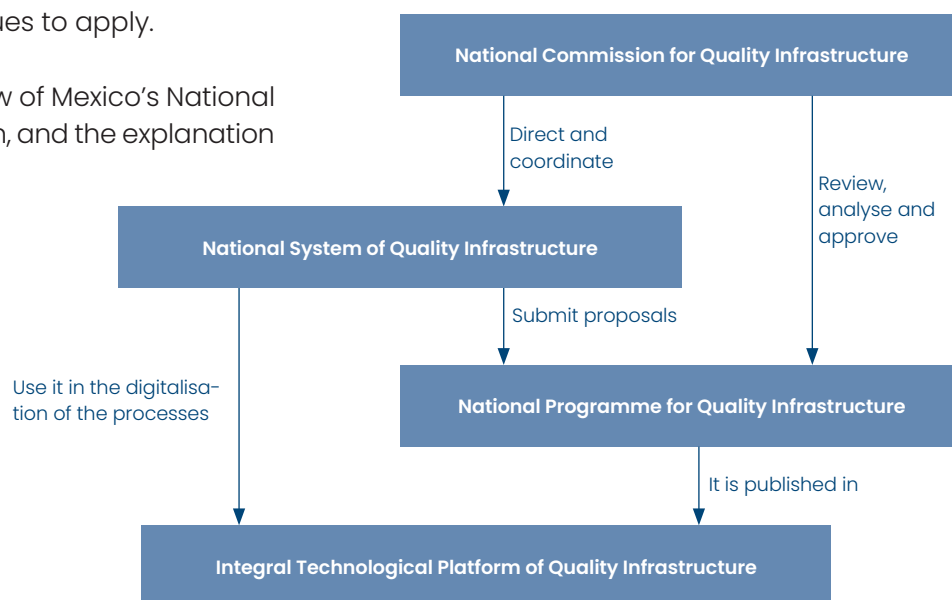 ues to apply.
w of Mexico's National
n, and the explanation
National Commission for Quality Infrastructure
Direct and
coordinate
Review,
analyse and
approve
National System of Quality Infrastructure
Submit proposals
Use it in the digitalisa-
tion of the processes
National Programme for Quality Infrastructure
It is published in
Integral Technological Platform of Quality Infrastructure